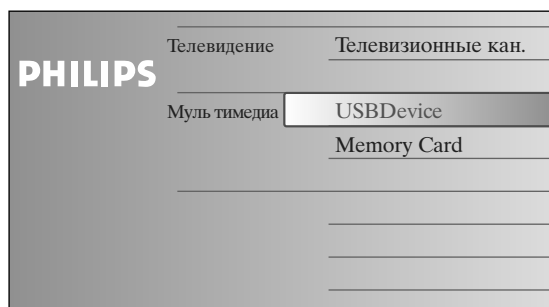 PHILIPS
Телевидение Телевизионные кан.
Муль тимедиа USBDevice
Memory Card